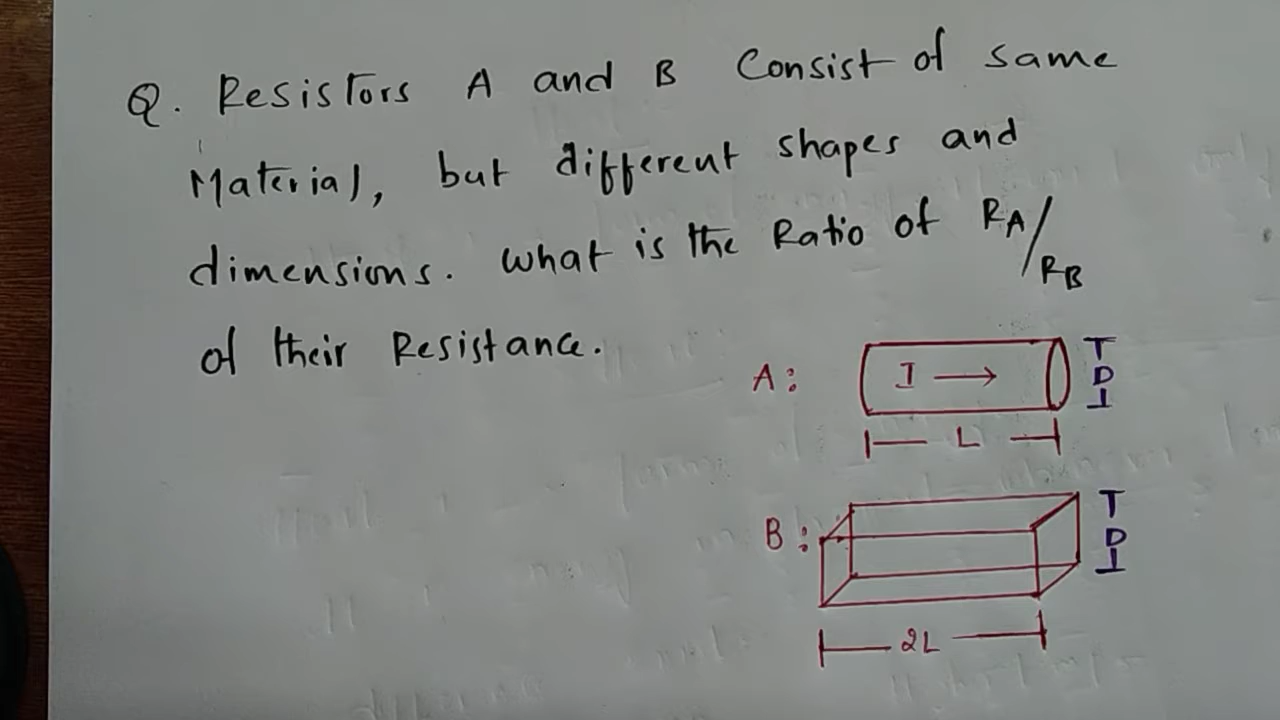 Q. Resistors A and B Consist of same
Material, but different shapes and
dimensions. What is the Ratio of RA/RB
of their Resistance.
A: I → D
L
B: D
2L